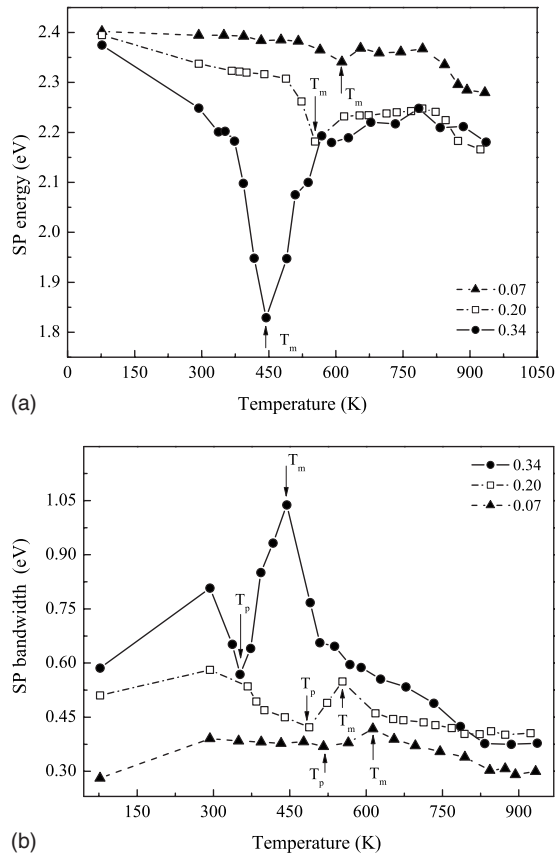 2.4
2.3
2.2
2.1
2.0
1.9
1.8
SP energy (eV)
T_m
T_m
T_m
0.07
0.20
0.34
0 150 300 450 600 750 900 1050
Temperature (K)
(a)
1.05
0.90
0.75
0.60
0.45
0.30
SP bandwidth (eV)
T_m
T_p
T_p
T_m
T_p
T_m
0.34
0.20
0.07
150 300 450 600 750 900
Temperature (K)
(b)